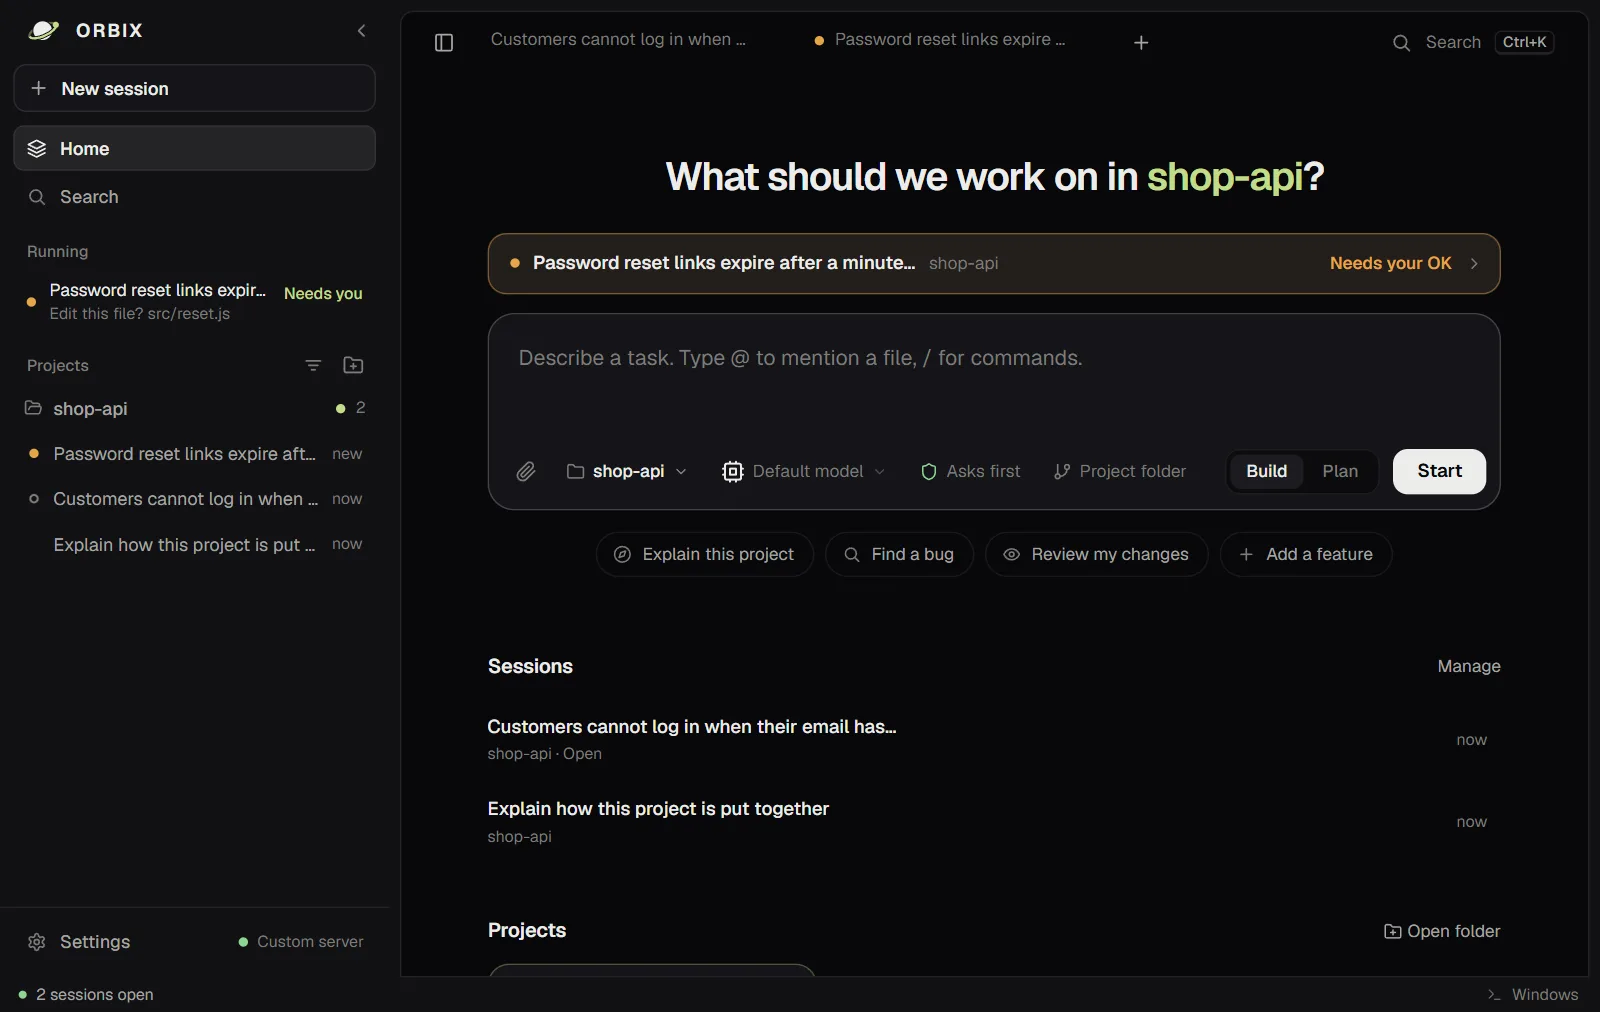 ORBIX
New session
Home
Search
Running
Password reset links expir...
Needs you
Edit this file? src/reset.js
Projects
shop-api
2
Password reset links expire aft...
new
Customers cannot log in when ...
now
Explain how this project is put ...
now
Settings
Custom server
2 sessions open
Customers cannot log in when ...
Password reset links expire ...
Search
Ctrl+K
What should we work on in shop-api?
Password reset links expire after a minute...
shop-api
Needs your OK
Describe a task. Type @ to mention a file, / for commands.
shop-api
Default model
Asks first
Project folder
Build
Plan
Start
Explain this project
Find a bug
Review my changes
Add a feature
Sessions
Manage
Customers cannot log in when their email has...
shop-api · Open
now
Explain how this project is put together
shop-api
now
Projects
Open folder
Windows